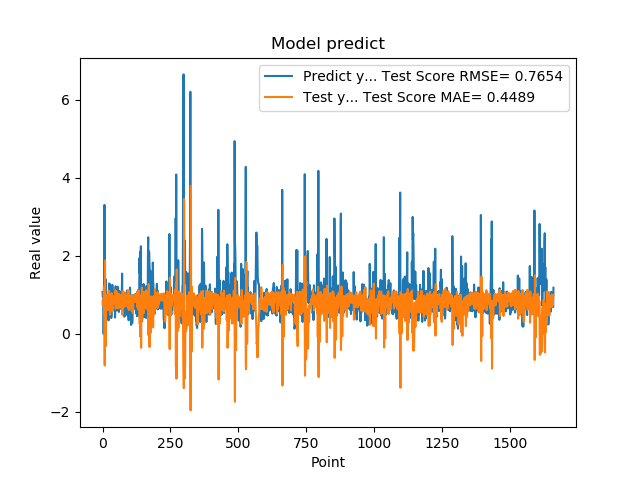 Model predict
Predict y... Test Score RMSE= 0.7654
Test y... Test Score MAE= 0.4489
Real value
6
4
2
0
−2
0 250 500 750 1000 1250 1500
Point